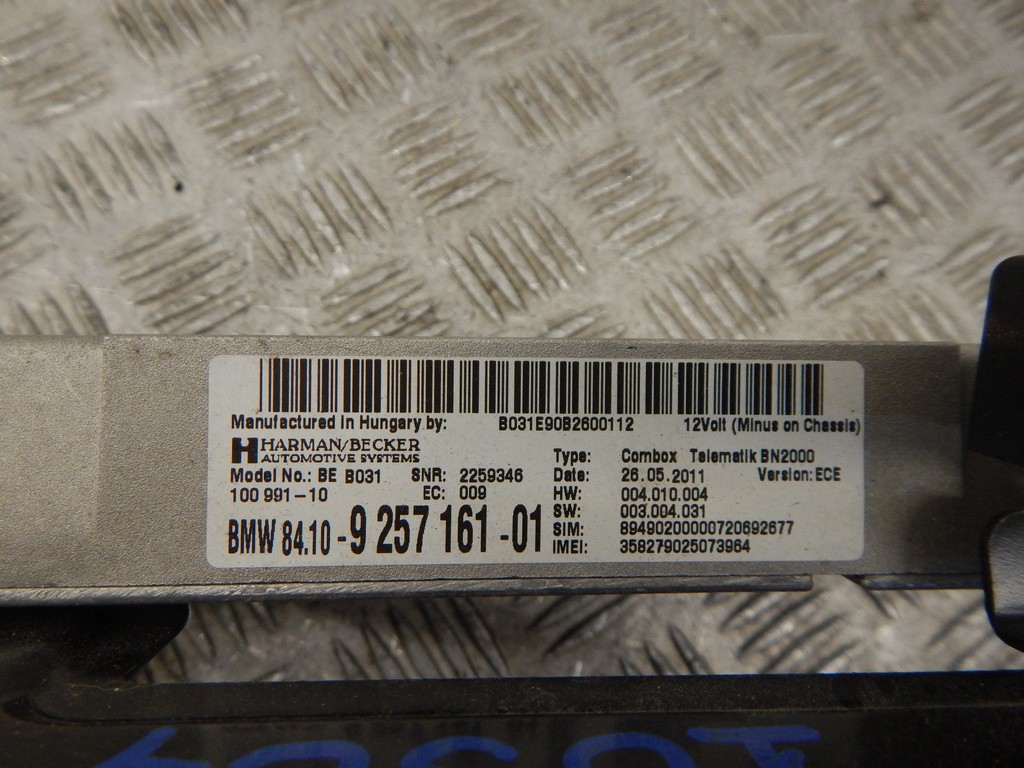 Manufactured in Hungary by: B031E90B2600112 12Volt (Minus on Chassis)
HARMAN/BECKER
AUTOMOTIVE SYSTEMS
Type: Combox Telematik BN2000
Model No.: BE B031 SNR: 2259346 Date: 26.05.2011 Version: ECE
100 991-10 EC: 009 HW: 004.010.004
SW: 003.004.031
BMW 84.10 - 9 257 161 - 01 SIM: 89490200000720692677
IMEI: 358279025073964